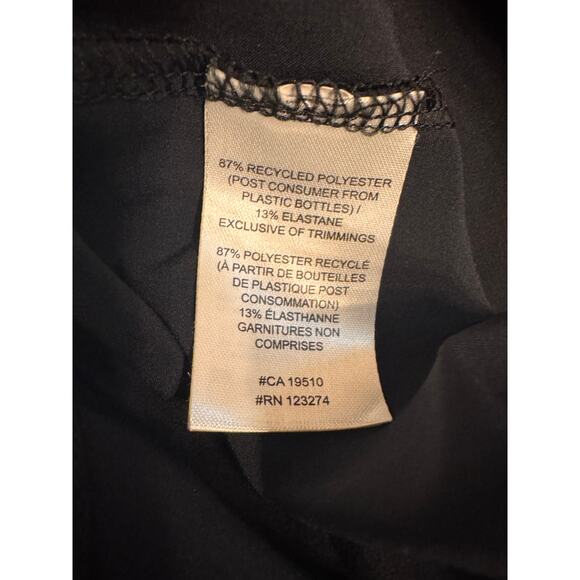 87% RECYCLED POLYESTER
(POST CONSUMER FROM
PLASTIC BOTTLES) /
13% ELASTANE
EXCLUSIVE OF TRIMMINGS
87% POLYESTER RECYCLÉ
(À PARTIR DE BOUTEILLES
DE PLASTIQUE POST
CONSOMMATION)
13% ÉLASTHANNE
GARNITURES NON
COMPRISES
#CA 19510
#RN 123274